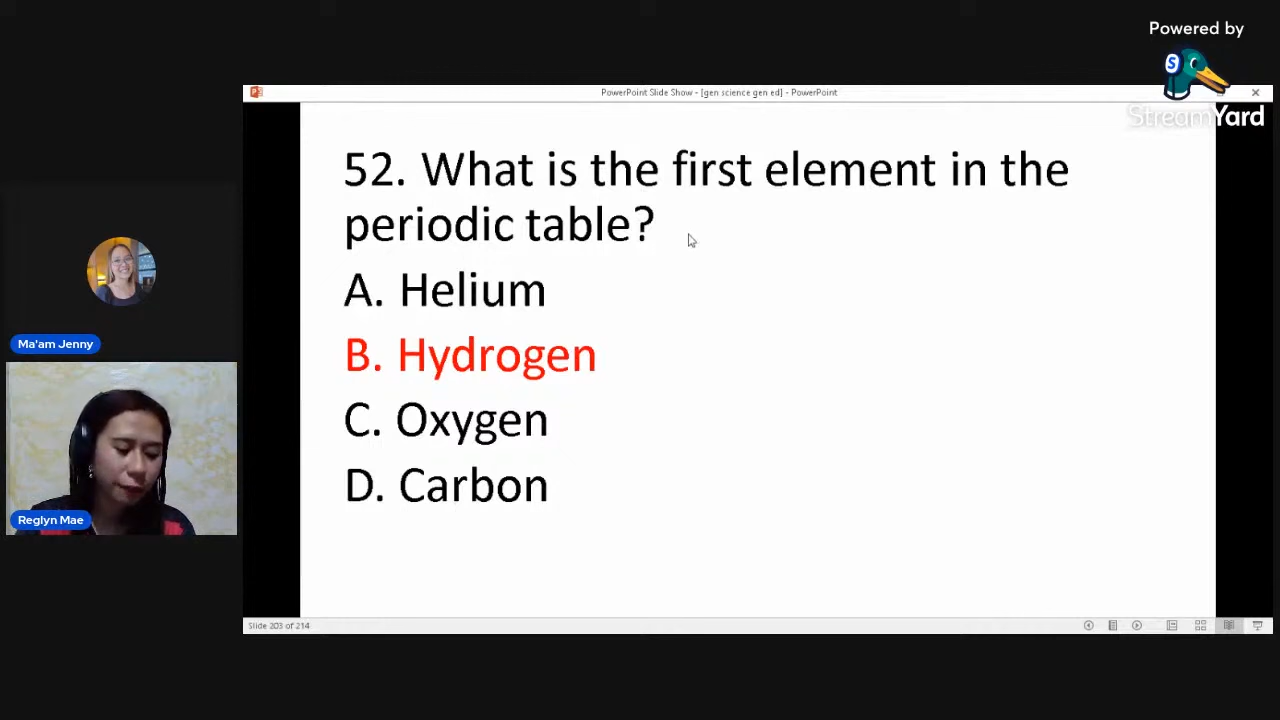 Powered by
StreamYard
PowerPoint Slide Show - [gen science gen ed] - PowerPoint
52. What is the first element in the
periodic table?
A. Helium
B. Hydrogen
C. Oxygen
D. Carbon
Ma'am Jenny
Reglyn Mae
Slide 203 of 214